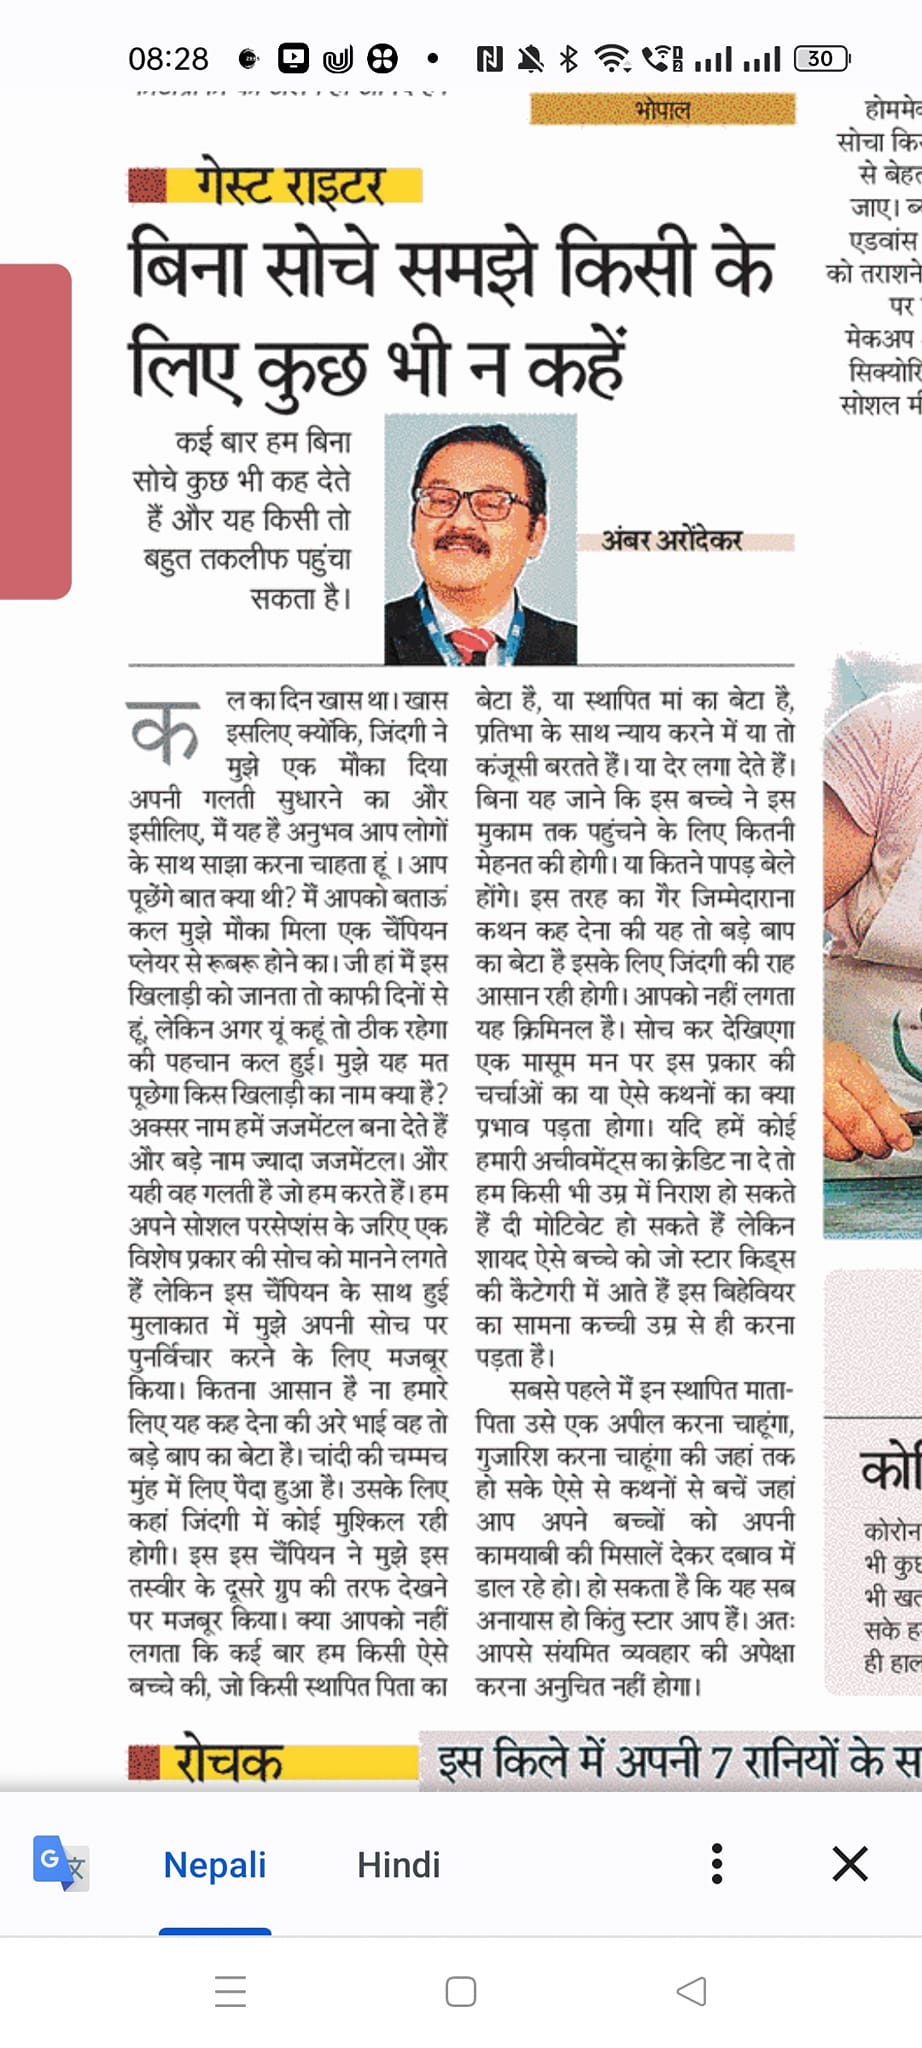 08:28
30
भोपाल
गेस्ट राइटर
बिना सोचे समझे किसी के
लिए कुछ भी न कहें
कई बार हम बिना
सोचे कुछ भी कह देते
हैं और यह किसी तो
बहुत तकलीफ पहुंचा
सकता है।
अंबर अरोंदेकर
कल का दिन खास था। खास
इसलिए क्योंकि, जिंदगी ने
मुझे एक मौका दिया
अपनी गलती सुधारने का और
इसीलिए, मैं यह है अनुभव आप लोगों
के साथ साझा करना चाहता हूं । आप
पूछेंगे बात क्या थी? मैं आपको बताऊं
कल मुझे मौका मिला एक चैंपियन
प्लेयर से रूबरू होने का। जी हां मैं इस
खिलाड़ी को जानता तो काफी दिनों से
हूं, लेकिन अगर यूं कहूं तो ठीक रहेगा
की पहचान कल हुई। मुझे यह मत
पूछेगा किस खिलाड़ी का नाम क्या है?
अक्सर नाम हमें जजमेंटल बना देते हैं
और बड़े नाम ज्यादा जजमेंटल। और
यही वह गलती है जो हम करते हैं। हम
अपने सोशल परसेप्शंस के जरिए एक
विशेष प्रकार की सोच को मानने लगते
हैं लेकिन इस चैंपियन के साथ हुई
मुलाकात में मुझे अपनी सोच पर
पुनर्विचार करने के लिए मजबूर
किया। कितना आसान है ना हमारे
लिए यह कह देना की अरे भाई वह तो
बड़े बाप का बेटा है। चांदी की चम्मच
मुंह में लिए पैदा हुआ है। उसके लिए
कहां जिंदगी में कोई मुश्किल रही
होगी। इस इस चैंपियन ने मुझे इस
तस्वीर के दूसरे ग्रुप की तरफ देखने
पर मजबूर किया। क्या आपको नहीं
लगता कि कई बार हम किसी ऐसे
बच्चे की, जो किसी स्थापित पिता का
बेटा है, या स्थापित मां का बेटा है,
प्रतिभा के साथ न्याय करने में या तो
कंजूसी बरतते हैं। या देर लगा देते हैं।
बिना यह जाने कि इस बच्चे ने इस
मुकाम तक पहुंचने के लिए कितनी
मेहनत की होगी। या कितने पापड़ बेले
होंगे। इस तरह का गैर जिम्मेदाराना
कथन कह देना की यह तो बड़े बाप
का बेटा है इसके लिए जिंदगी की राह
आसान रही होगी। आपको नहीं लगता
यह क्रिमिनल है। सोच कर देखिएगा
एक मासूम मन पर इस प्रकार की
चर्चाओं का या ऐसे कथनों का क्या
प्रभाव पड़ता होगा। यदि हमें कोई
हमारी अचीवमेंट्स का क्रेडिट ना दे तो
हम किसी भी उम्र में निराश हो सकते
हैं दी मोटिवेट हो सकते हैं लेकिन
शायद ऐसे बच्चे को जो स्टार किड्स
की कैटेगरी में आते हैं इस बिहेवियर
का सामना कच्ची उम्र से ही करना
पड़ता है।
सबसे पहले मैं इन स्थापित माता-
पिता उसे एक अपील करना चाहूंगा,
गुजारिश करना चाहूंगा की जहां तक
हो सके ऐसे से कथनों से बचें जहां
आप अपने बच्चों को अपनी
कामयाबी की मिसालें देकर दबाव में
डाल रहे हो। हो सकता है कि यह सब
अनायास हो किंतु स्टार आप हैं। अतः
आपसे संयमित व्यवहार की अपेक्षा
करना अनुचित नहीं होगा।
सोचा
जाए।
एडवांस
को तराशने
पर
मेकअप
सोशल
कोरोन
भी
भी
सके
ही
रोचक
इस किले में अपनी 7 रानियों के
Nepali
Hindi